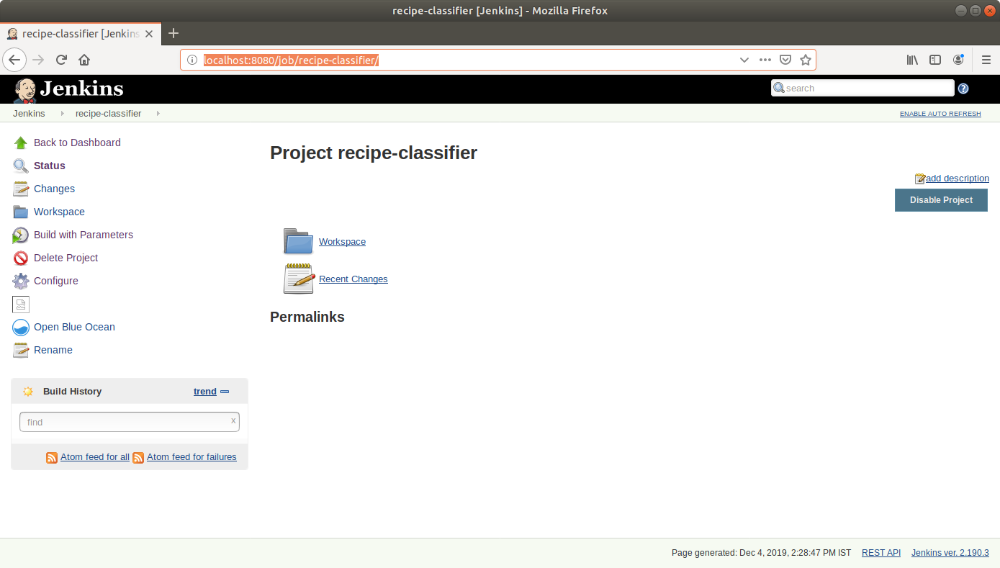 recipe-classifier [Jenkins] - Mozilla Firefox
recipe-classifier [Jenkins
localhost:8080/job/recipe-classifier/
Jenkins
search
Jenkins
recipe-classifier
ENABLE AUTO REFRESH
Back to Dashboard
Status
Changes
Workspace
Build with Parameters
Delete Project
Configure
Open Blue Ocean
Rename
Build History
trend
find
x
Atom feed for all
Atom feed for failures
Project recipe-classifier
add description
Disable Project
Workspace
Recent Changes
Permalinks
Page generated: Dec 4, 2019, 2:28:47 PM IST
REST API
Jenkins ver. 2.190.3